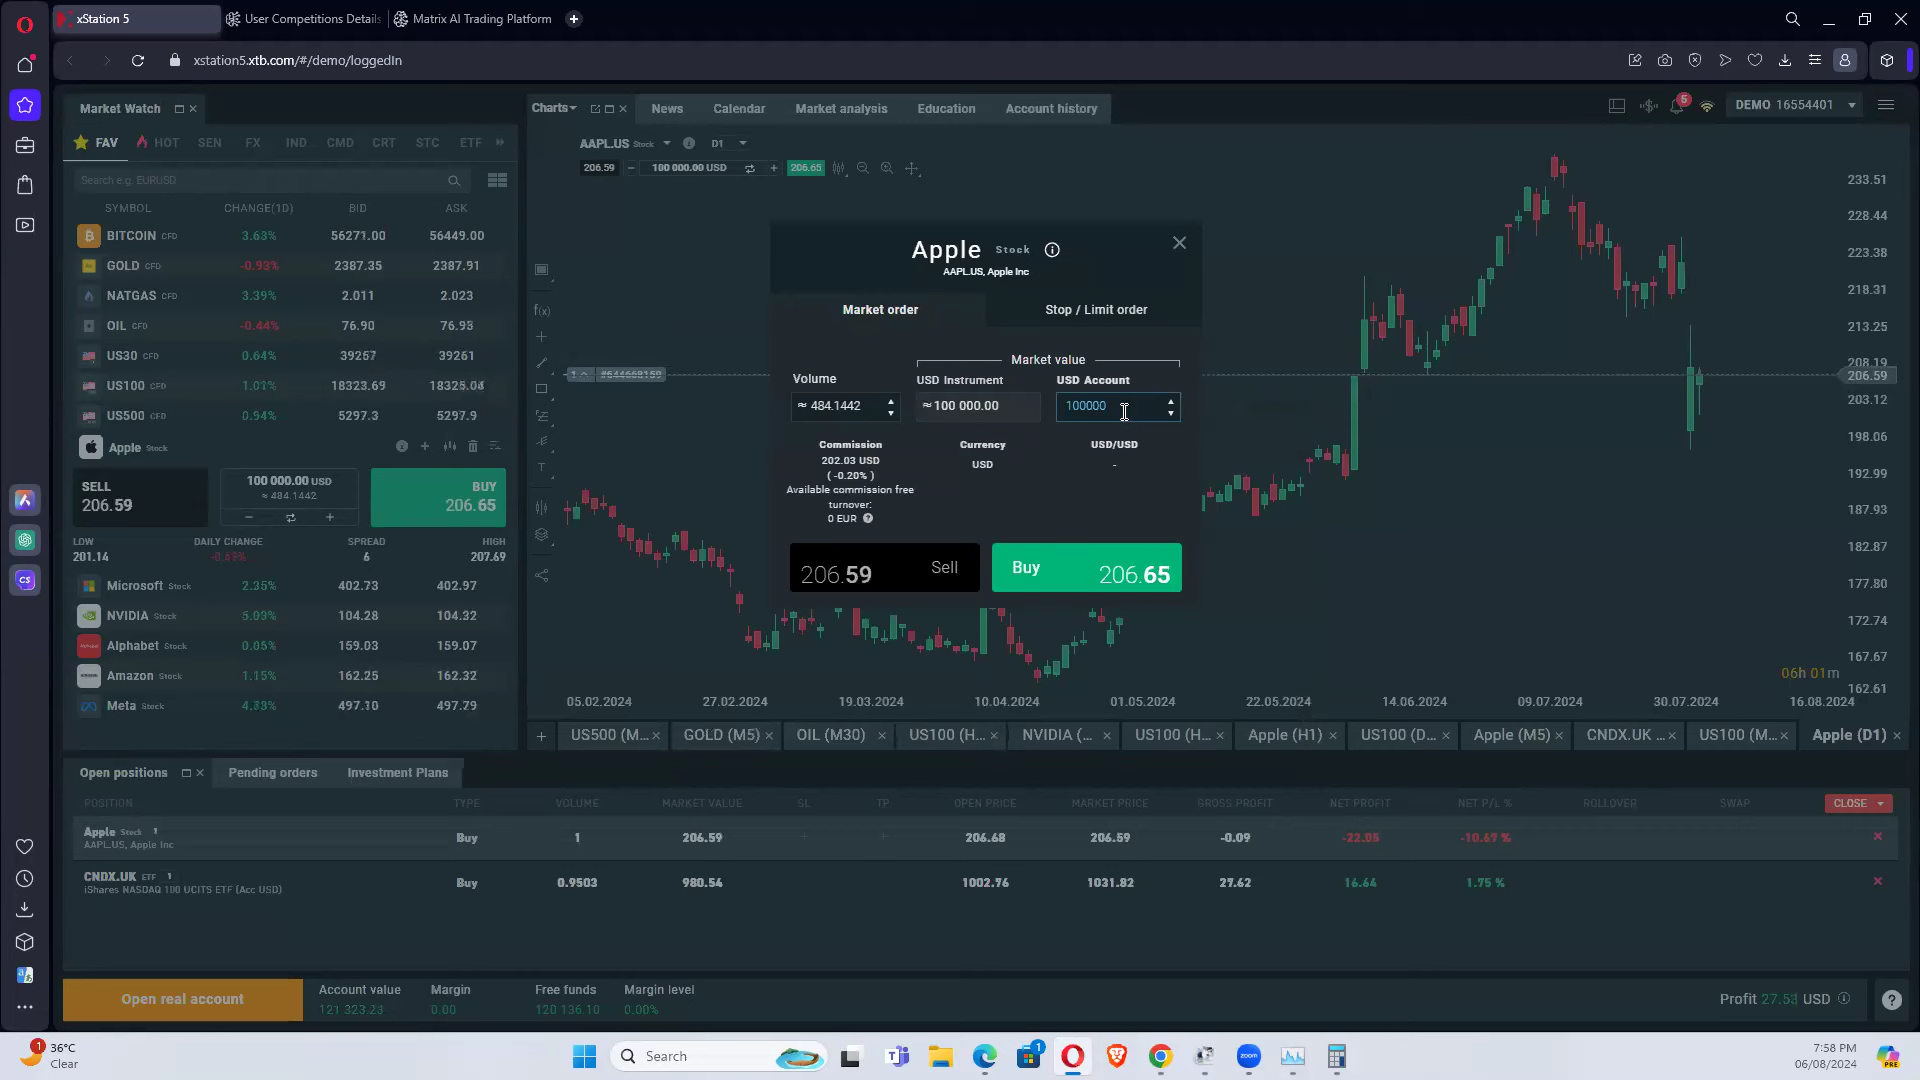 xStation 5
User Competitions Details
Matrix AI Trading Platform
xstation5.xtb.com/#/demo/loggedIn
Market Watch
FAV HOT SEN FX IND CMD CRT STC ETF
Search e.g. EURUSD
SYMBOL CHANGE(1D) BID ASK
BITCOIN CFD 3.63% 56271.00 56449.00
GOLD CFD -0.93% 2387.35 2387.91
NATGAS CFD 3.39% 2.011 2.023
OIL CFD -0.44% 76.90 76.95
US30 CFD 0.64% 39257 39261
US100 CFD 1.01% 18323.69 18325.04
US500 CFD 0.94% 5297.3 5297.9
Apple
SELL 206.59
100 000.00 USD
≈ 484.1442
BUY 206.65
LOW DAILY CHANGE SPREAD HIGH
201.14 6 207.69
Microsoft Stock 2.35% 402.73 402.97
NVIDIA Stock 5.09% 104.28 104.32
Alphabet Stock 0.05% 159.03 159.07
Amazon Stock 1.15% 162.25 162.32
Meta Stock 4.73% 497.10 497.79
Charts News Calendar Market analysis Education Account history
5
DEMO 16554401
AAPL.US Stock D1
206.59 100 000.00 USD 206.65
1 #644668159
Apple Stock
AAPL.US, Apple Inc
Market order Stop / Limit order
Market value
Volume USD Instrument USD Account
≈ 484.1442 ≈ 100 000.00 100000
Commission Currency USD/USD
202.03 USD USD -
( -0.20% )
Available commission free
turnover:
0 EUR
206.59 Sell
Buy 206.65
233.51
228.44
223.38
218.31
213.25
208.19
206.59
203.12
198.06
192.99
187.93
182.87
177.80
172.74
167.67
162.61
06h 01m
05.02.2024 27.02.2024 19.03.2024 10.04.2024 01.05.2024 22.05.2024 14.06.2024 09.07.2024 30.07.2024 16.08.2024
US500 (M... GOLD (M5) OIL (M30) US100 (H... NVIDIA (... US100 (H... Apple (H1) US100 (D... Apple (M5) CNDX.UK ... US100 (M... Apple (D1)
Open positions Pending orders Investment Plans
POSITION TYPE VOLUME MARKET VALUE SL TP OPEN PRICE MARKET PRICE GROSS PROFIT NET PROFIT NET P/L % ROLLOVER SWAP CLOSE
Apple Stock 1
AAPL.US, Apple Inc
Buy 1 206.59 206.68 206.59 -0.09 -22.05 -10.67 %
CNDX.UK ETF 1
iShares NASDAQ 100 UCITS ETF (Acc USD)
Buy 0.9503 980.54 1002.76 1031.82 27.62 16.64 1.75 %
Open real account
Account value Margin Free funds Margin level
121 323.23 0.00 120 136.10 0.00%
Profit USD
36°C
Clear
Search
zoom
7:58 PM
06/08/2024